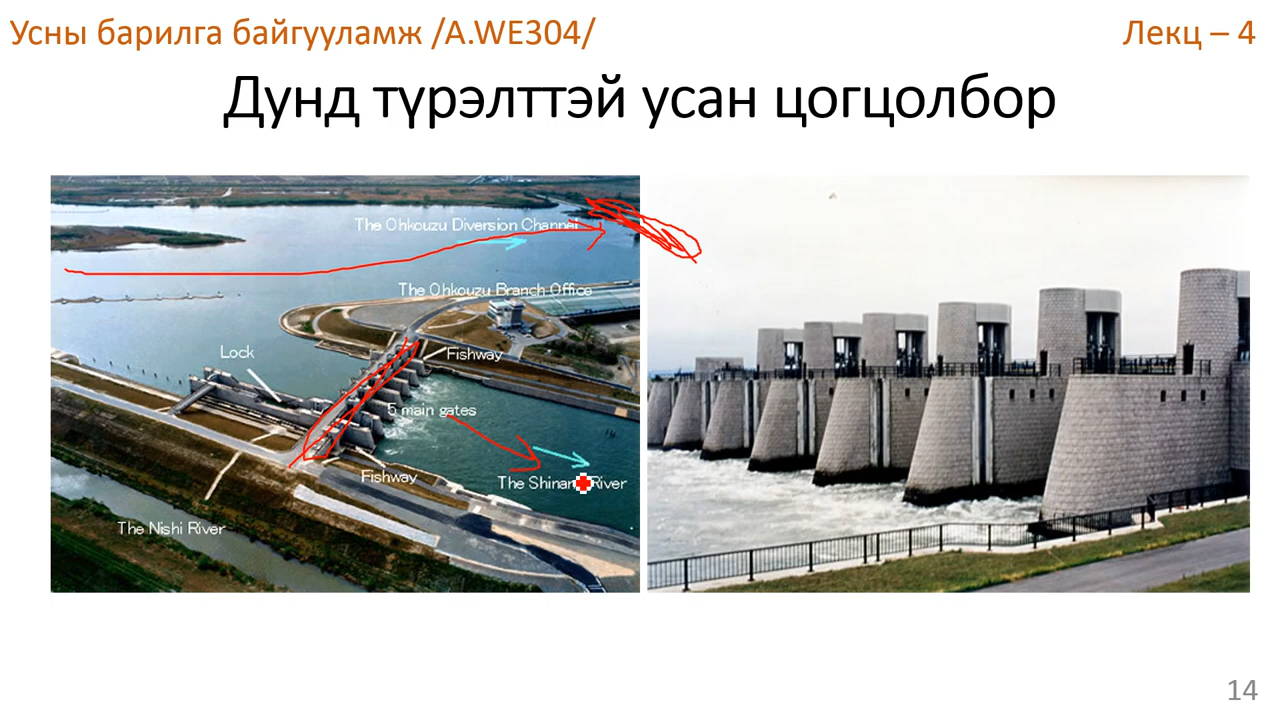 Усны барилга байгууламж /A.WE304/
Лекц – 4
Дунд түрэлттэй усан цогцолбор
The Ohkouzu Diversion Channel
The Ohkouzu Branch Office
Lock
Fishway
5 main gates
Fishway
The River
The Nishi River
14